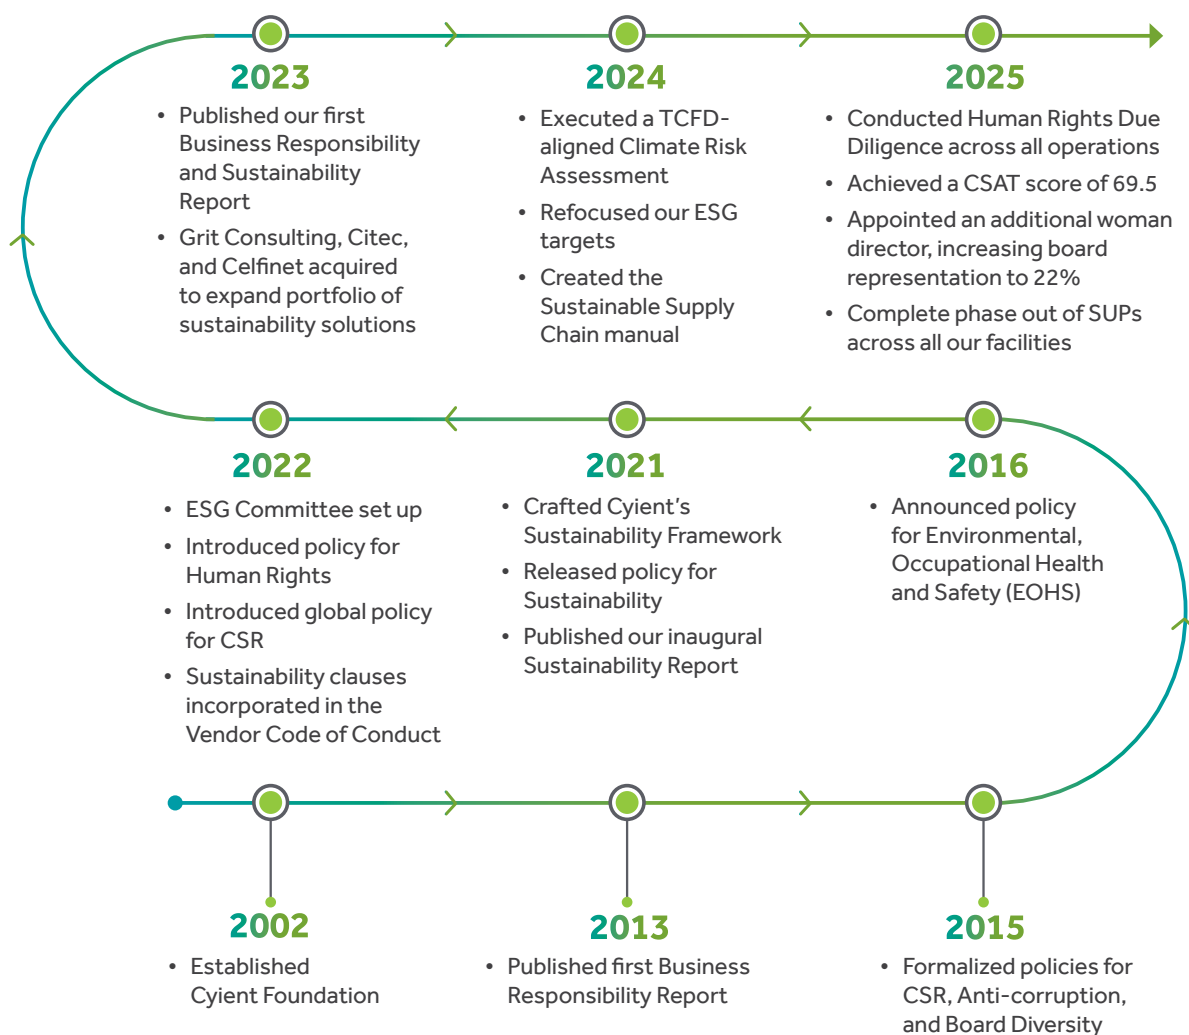 2023
• Published our first
Business Responsibility
and Sustainability
Report
• Grit Consulting, Citec,
and Celfinet acquired
to expand portfolio of
sustainability solutions
2024
• Executed a TCFD-
aligned Climate Risk
Assessment
• Refocused our ESG
targets
• Created the
Sustainable Supply
Chain manual
2025
• Conducted Human Rights Due
Diligence across all operations
• Achieved a CSAT score of 69.5
• Appointed an additional woman
director, increasing board
representation to 22%
• Complete phase out of SUPs
across all our facilities
2022
• ESG Committee set up
• Introduced policy for
Human Rights
• Introduced global policy
for CSR
• Sustainability clauses
incorporated in the
Vendor Code of Conduct
2021
• Crafted Cyient's
Sustainability Framework
• Released policy for
Sustainability
• Published our inaugural
Sustainability Report
2016
• Announced policy
for Environmental,
Occupational Health
and Safety (EOHS)
2002
• Established
Cyient Foundation
2013
• Published first Business
Responsibility Report
2015
• Formalized policies for
CSR, Anti-corruption,
and Board Diversity